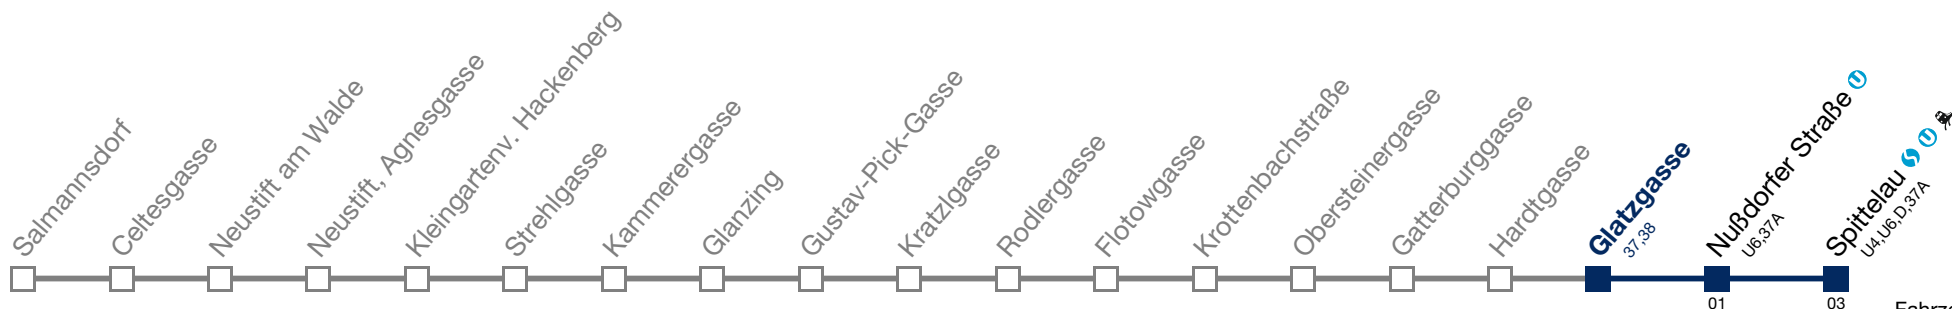 Salmannsdorf
Celtesgasse
Neustift am Walde
Neustift, Agnesgasse
Kleingartenv. Hackenberg
Strehlgasse
Kammerergasse
Glanzing
Gustav-Pick-Gasse
Kratzlgasse
Rodlergasse
Flotowgasse
Krottenbachstraße
Obersteinergasse
Gatterburggasse
Hardtgasse
Glatzgasse
37,38
Nußdorfer Straße U
U6,37A
Spittelau S U
U4,U6,D,37A
01
03